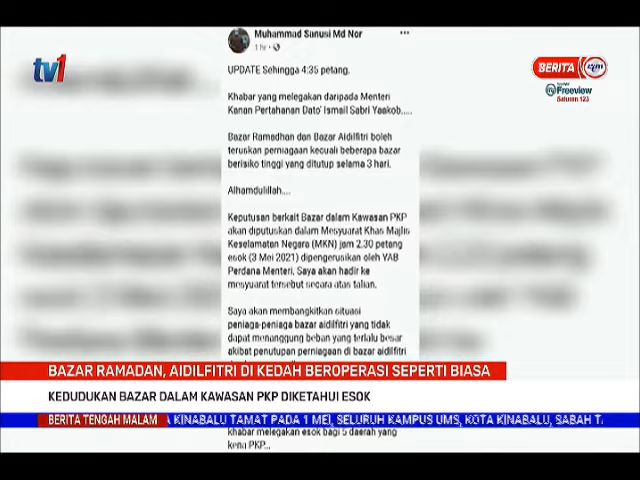 Muhammad Sanusi Md Nor
1 hr
UPDATE Sehingga 4:35 petang.
tv1
BERITA rtm
Freeview
Saluran 123
Khabar yang melegakan daripada Menteri
Kanan Pertahanan Dato' Ismail Sabri Yaakob.....
Bazar Ramadhan dan Bazar Aidilfitri boleh
teruskan perniagaan kecuali beberapa bazar
berisiko tinggi yang ditutup selama 3 hari.
Alhamdulillah....
Keputusan berkait Bazar dalam Kawasan PKP
akan diputuskan dalam Mesyuarat Khas Majlis
Keselamatan Negara (MKN) jam 2.30 petang
esok (3 Mei 2021) dipengerusikan oleh YAB
Perdana Menteri. Saya akan hadir ke
mesyuarat tersebut secara atas talian.
Saya akan membangkitkan situasi
peniaga-peniaga bazar aidilfitri yang tidak
dapat menanggung beban yang terlalu besar
akibat penutupan perniagaan di bazar aidilfitri
BAZAR RAMADAN, AIDILFITRI DI KEDAH BEROPERASI SEPERTI BIASA
KEDUDUKAN BAZAR DALAM KAWASAN PKP DIKETAHUI ESOK
BERITA TENGAH MALAM A KINABALU TAMAT PADA 1 MEI, SELURUH KAMPUS UMS, KOTA KINABALU, SABAH
khabar melegakan esok bagi 5 daerah yang
kena PKP...